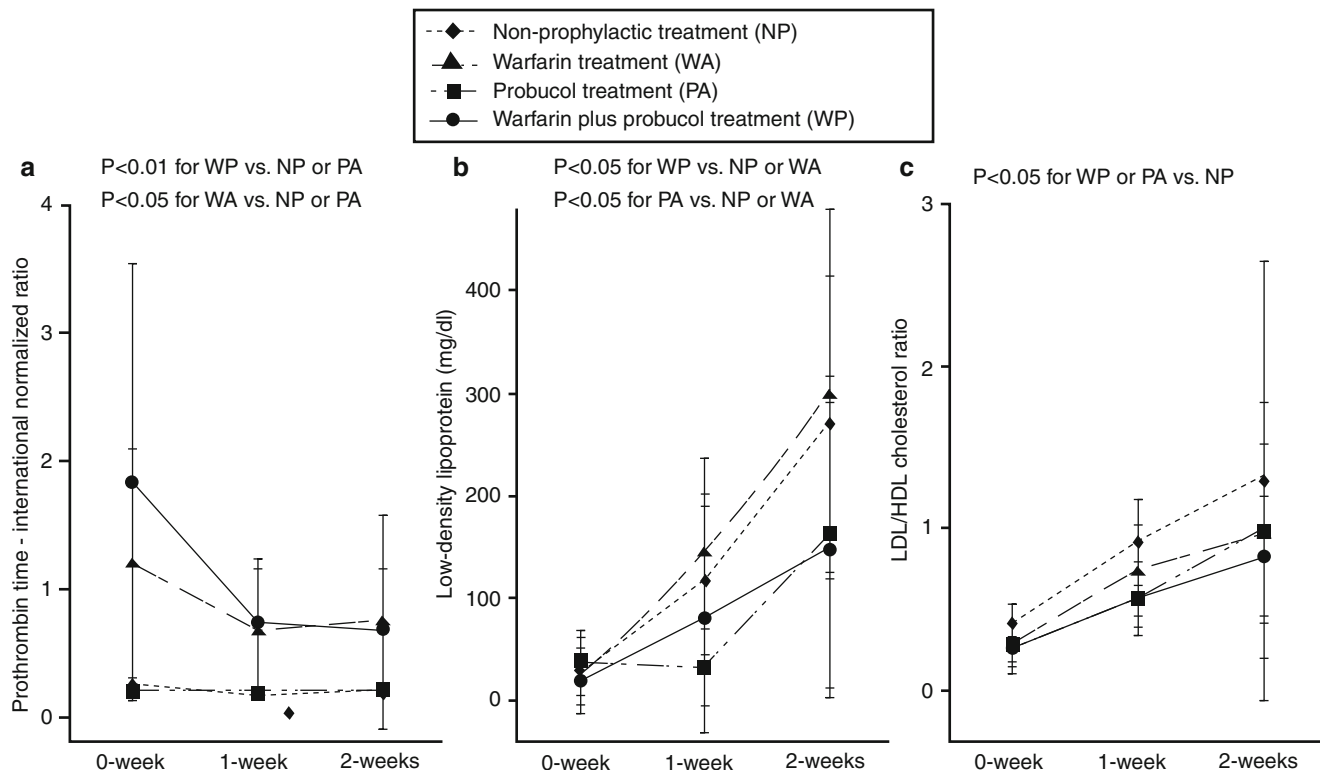 Non-prophylactic treatment (NP)
Warfarin treatment (WA)
Probucol treatment (PA)
Warfarin plus probucol treatment (WP)
a
P<0.01 for WP vs. NP or PA
P<0.05 for WA vs. NP or PA
Prothrombin time - international normalized ratio
4
3
2
1
0
0-week 1-week 2-weeks
b
P<0.05 for WP vs. NP or WA
P<0.05 for PA vs. NP or WA
Low-density lipoprotein (mg/dl)
400
300
200
100
0
0-week 1-week 2-weeks
c
P<0.05 for WP or PA vs. NP
LDL/HDL cholesterol ratio
3
2
1
0
0-week 1-week 2-weeks